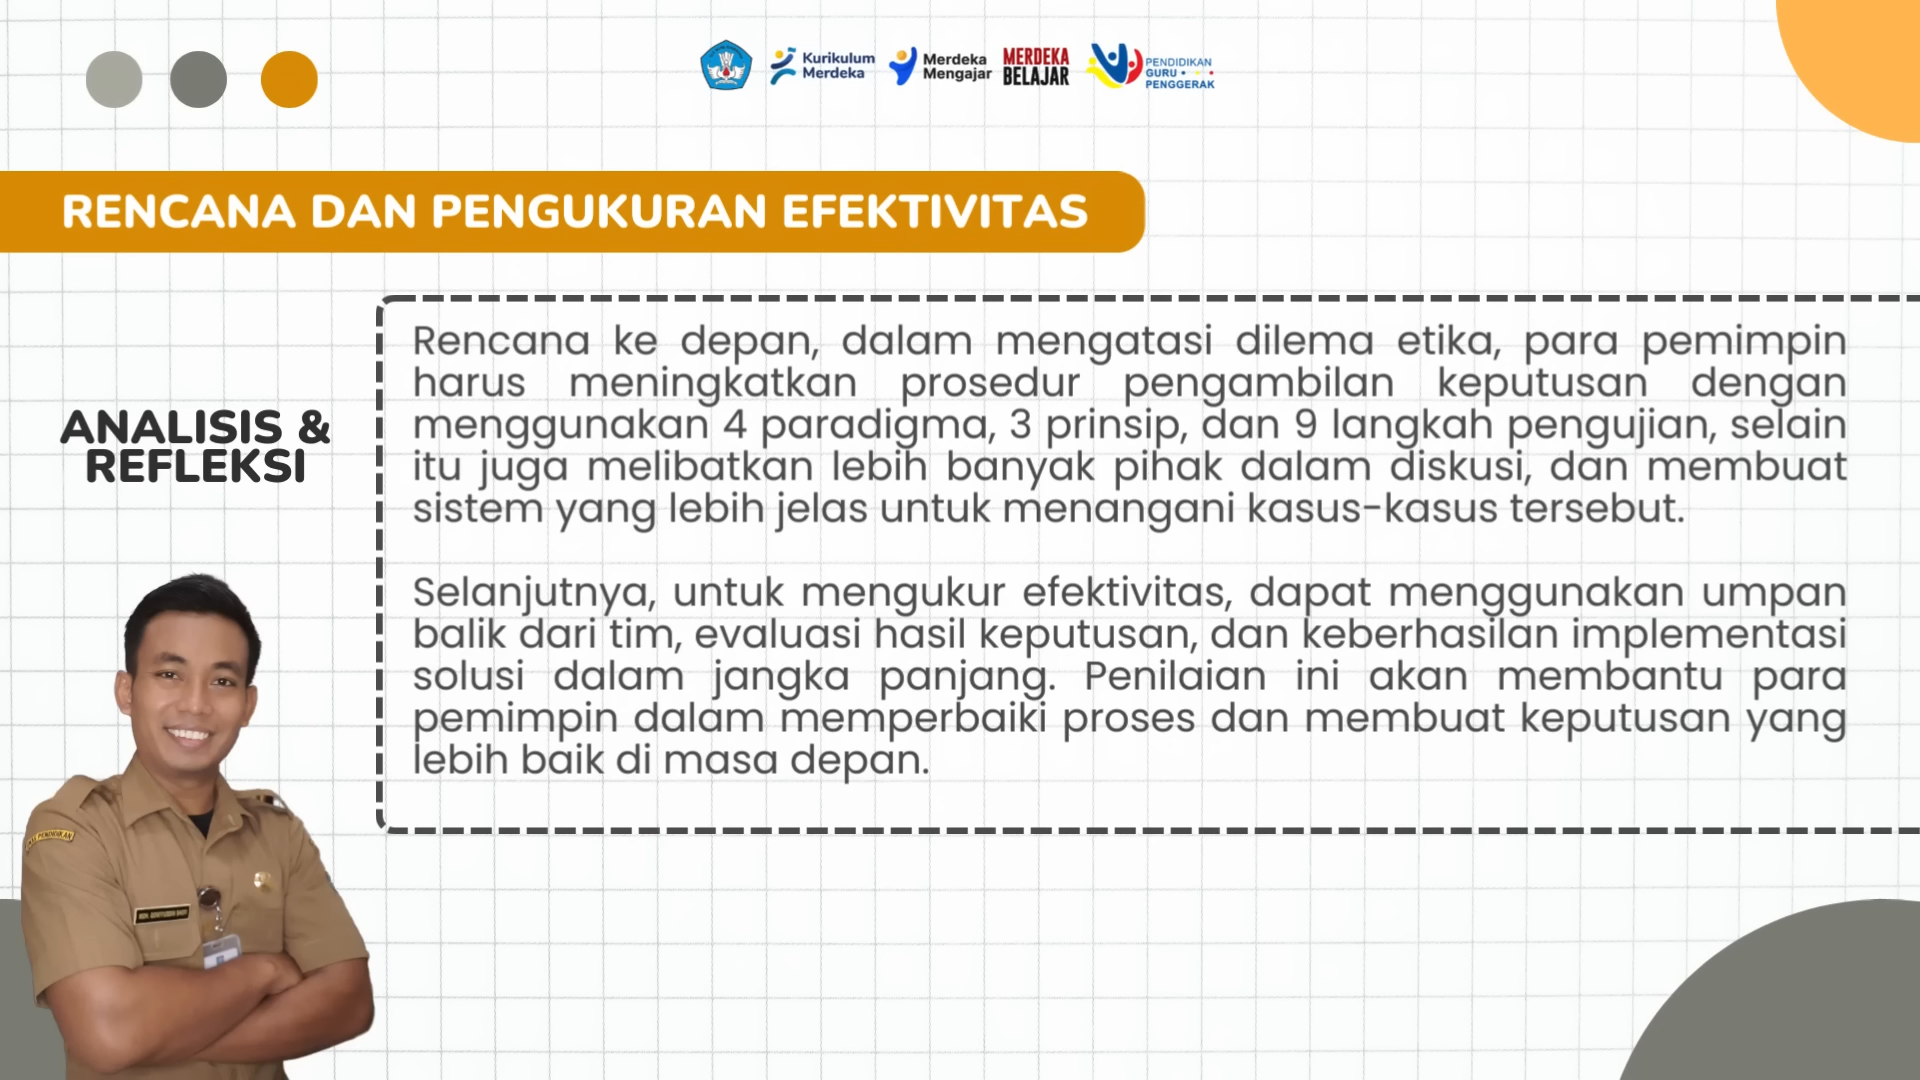 Kurikulum
Merdeka
Merdeka
Mengajar
MERDEKA
BELAJAR
PENDIDIKAN
GURU
PENGGERAK
RENCANA DAN PENGUKURAN EFEKTIVITAS
ANALISIS &
REFLEKSI
Rencana ke depan, dalam mengatasi dilema etika, para pemimpin
harus meningkatkan prosedur pengambilan keputusan dengan
menggunakan 4 paradigma, 3 prinsip, dan 9 langkah pengujian, selain
itu juga melibatkan lebih banyak pihak dalam diskusi, dan membuat
sistem yang lebih jelas untuk menangani kasus-kasus tersebut.
Selanjutnya, untuk mengukur efektivitas, dapat menggunakan umpan
balik dari tim, evaluasi hasil keputusan, dan keberhasilan implementasi
solusi dalam jangka panjang. Penilaian ini akan membantu para
pemimpin dalam memperbaiki proses dan membuat keputusan yang
lebih baik di masa depan.
PENDIDIKAN